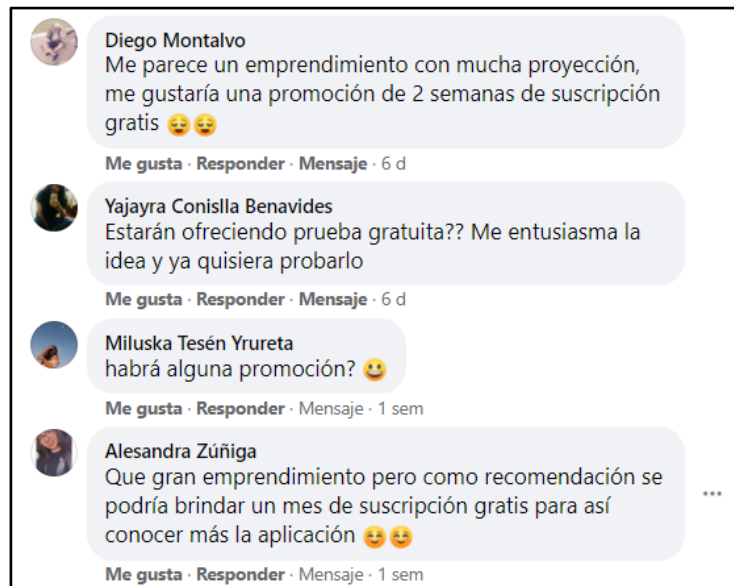 Diego Montalvo
Me parece un emprendimiento con mucha proyección,
me gustaría una promoción de 2 semanas de suscripción
gratis 😌😌
Me gusta · Responder · Mensaje · 6 d
Yajayra Conislla Benavides
Estarán ofreciendo prueba gratuita?? Me entusiasma la
idea y ya quisiera probarlo
Me gusta · Responder · Mensaje · 6 d
Miluska Tesén Yrureta
habrá alguna promoción? 😀
Me gusta · Responder · Mensaje · 1 sem
Alesandra Zúñiga
Que gran emprendimiento pero como recomendación se
podría brindar un mes de suscripción gratis para así
conocer más la aplicación ☺️☺️
Me gusta · Responder · Mensaje · 1 sem